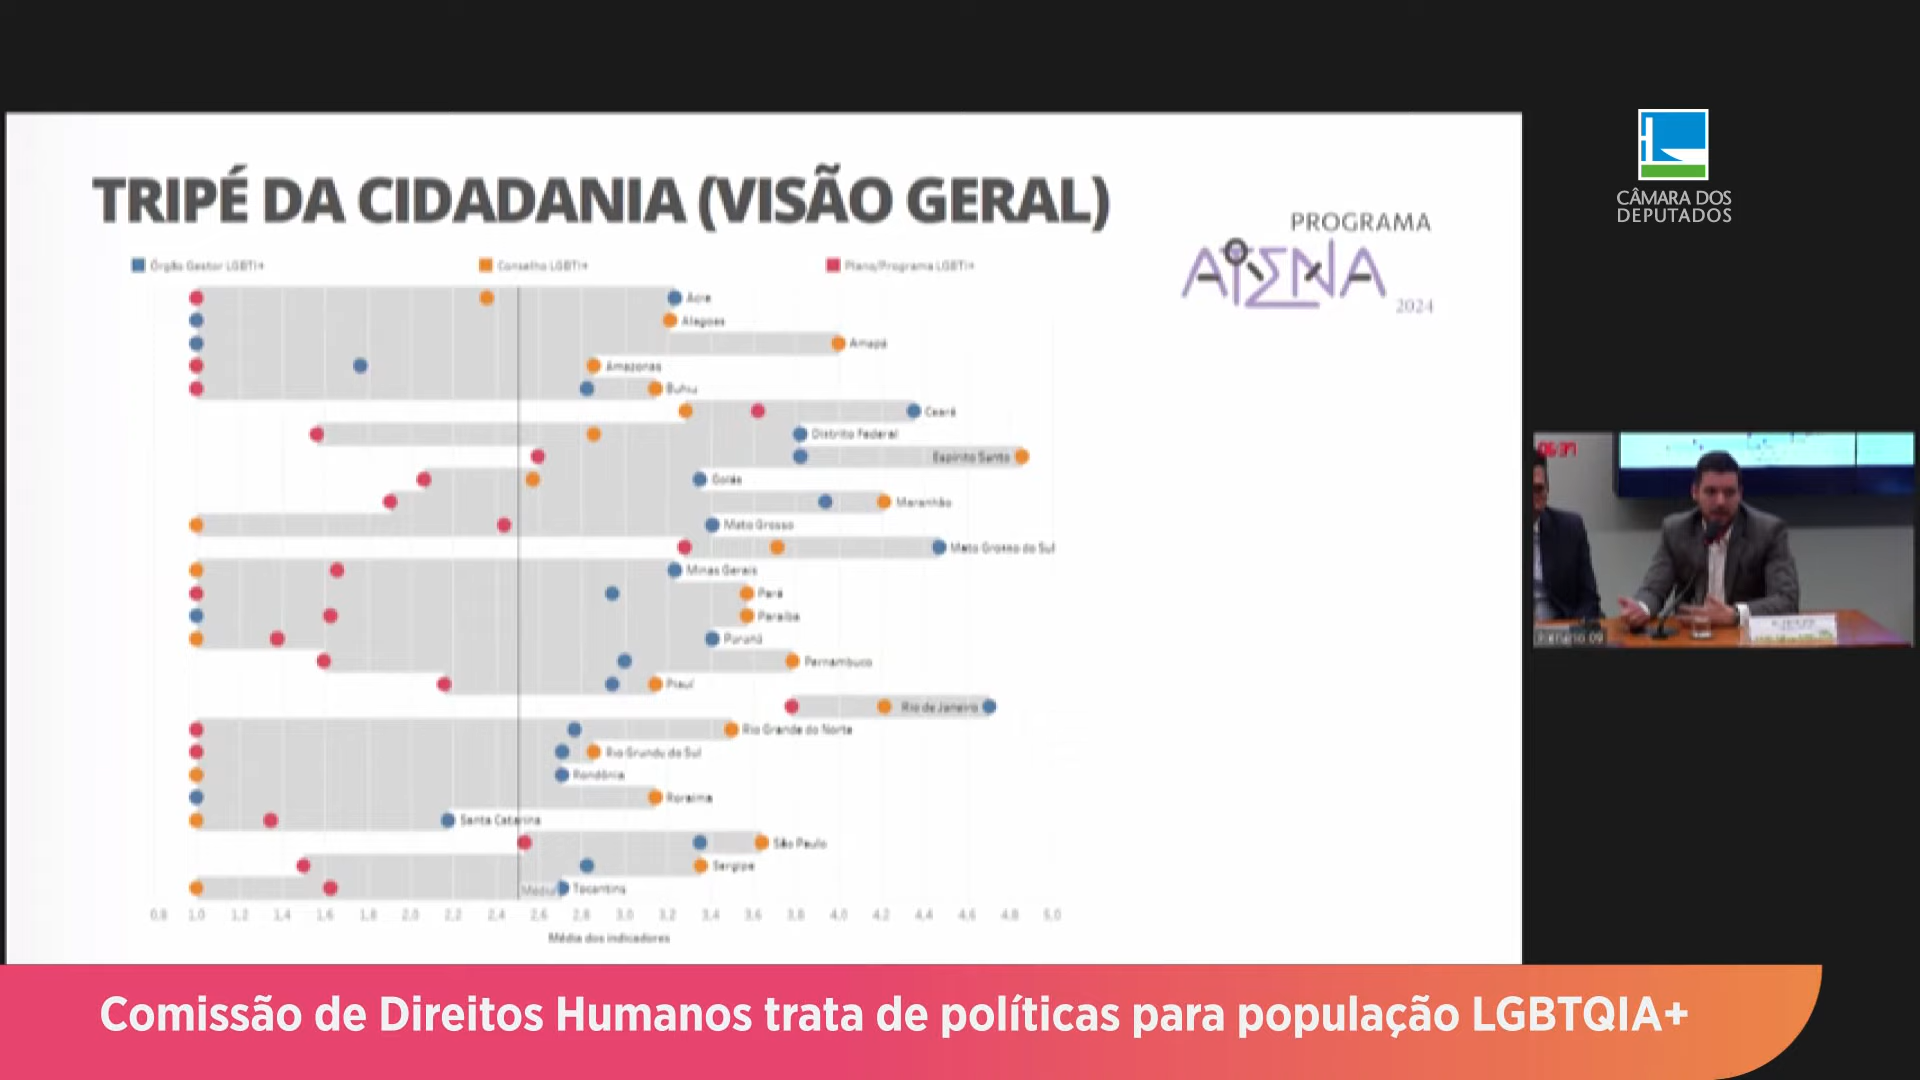 TRIPÉ DA CIDADANIA (VISÃO GERAL)
PROGRAMA
ATENA
2024
CÂMARA DOS
DEPUTADOS
Órgão Gestor LGBTI+
Conselho LGBTI+
Plano/Programa LGBTI+
Acre
Alagoas
Amapá
Amazonas
Bahia
Ceará
Distrito Federal
Espírito Santo
Goiás
Maranhão
Mato Grosso
Mato Grosso do Sul
Minas Gerais
Pará
Paraíba
Paraná
Pernambuco
Piauí
Rio de Janeiro
Rio Grande do Norte
Rio Grande do Sul
Rondônia
Roraima
Santa Catarina
São Paulo
Sergipe
Média
Tocantins
0,8 1,0 1,2 1,4 1,6 1,8 2,0 2,2 2,4 2,6 2,8 3,0 3,2 3,4 3,6 3,8 4,0 4,2 4,4 4,6 4,8 5,0
Média dos indicadores
06:37
Plenário 09
Comissão de Direitos Humanos trata de políticas para população LGBTQIA+